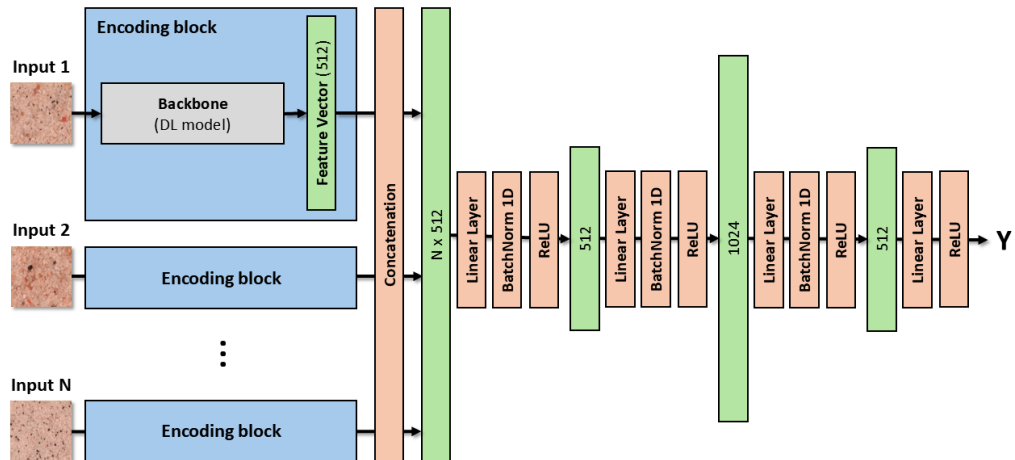 Encoding block
Input 1
Backbone
(DL model)
Feature Vector (512)
Input 2
Encoding block
Input N
Encoding block
Concatenation
N x 512
Linear Layer
BatchNorm 1D
ReLU
512
Linear Layer
BatchNorm 1D
ReLU
1024
Linear Layer
BatchNorm 1D
ReLU
512
Linear Layer
ReLU
Y